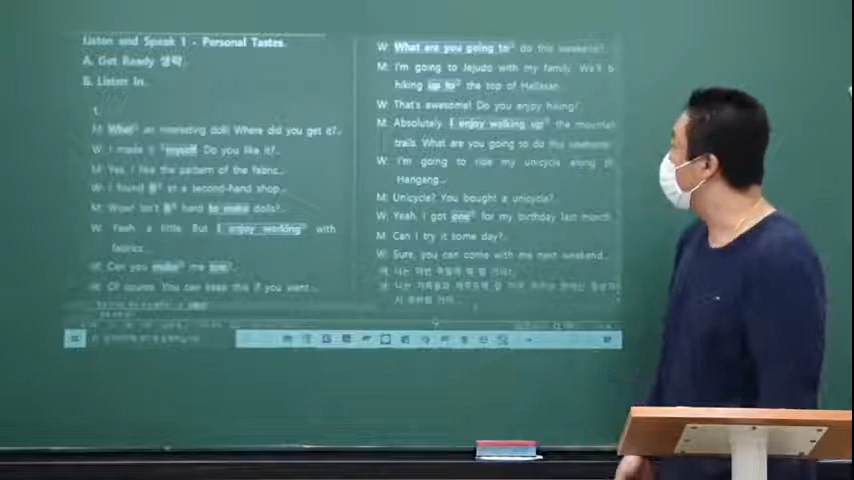 Listen and Speak 1 - Personal Tastes
A. Get Ready 생략
B. Listen In
1.
M: What an interesting doll! Where did you get it?
W: I made it myself. Do you like it?
M: Yes, I like the pattern of the fabric.
W: I found it at a second-hand shop.
M: Wow! Isn't it hard to make dolls?
W: Yeah, a little. But I enjoy working with
fabrics.
M: Can you make me one?
W: Of course. You can keep this if you want.
W: What are you going to do this weekend?
M: I'm going to Jejudo with my family. We'll b
hiking up to the top of Hallasan.
W: That's awesome! Do you enjoy hiking?
M: Absolutely. I enjoy walking up the mountain
trails. What are you going to do this weekend?
W: I'm going to ride my unicycle along th
Hangang.
M: Unicycle? You bought a unicycle?
W: Yeah. I got one for my birthday last month.
M: Can I try it some day?
W: Sure, you can come with me next weekend.